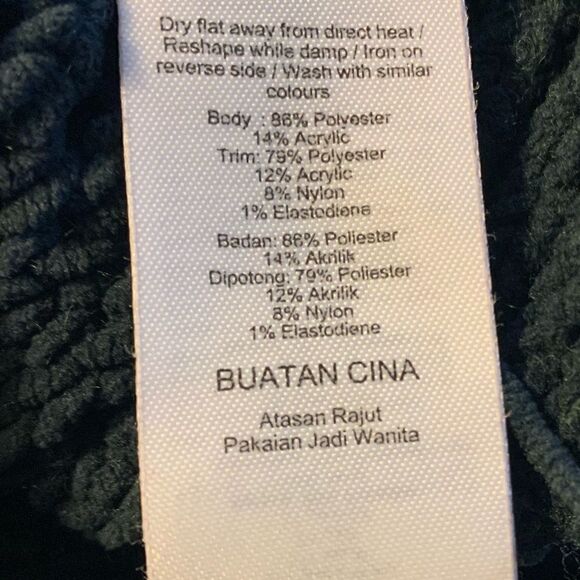 Dry flat away from direct heat /
Reshape while damp / Iron on
reverse side / Wash with similar
colours
Body : 86% Polyester
14% Acrylic
Trim: 79% Polyester
12% Acrylic
8% Nylon
1% Elastodiene
Badan: 86% Poliester
14% Akrilik
Dipotong: 79% Poliester
12% Akrilik
8% Nylon
1% Elastodiene
BUATAN CINA
Atasan Rajut
Pakaian Jadi Wanita